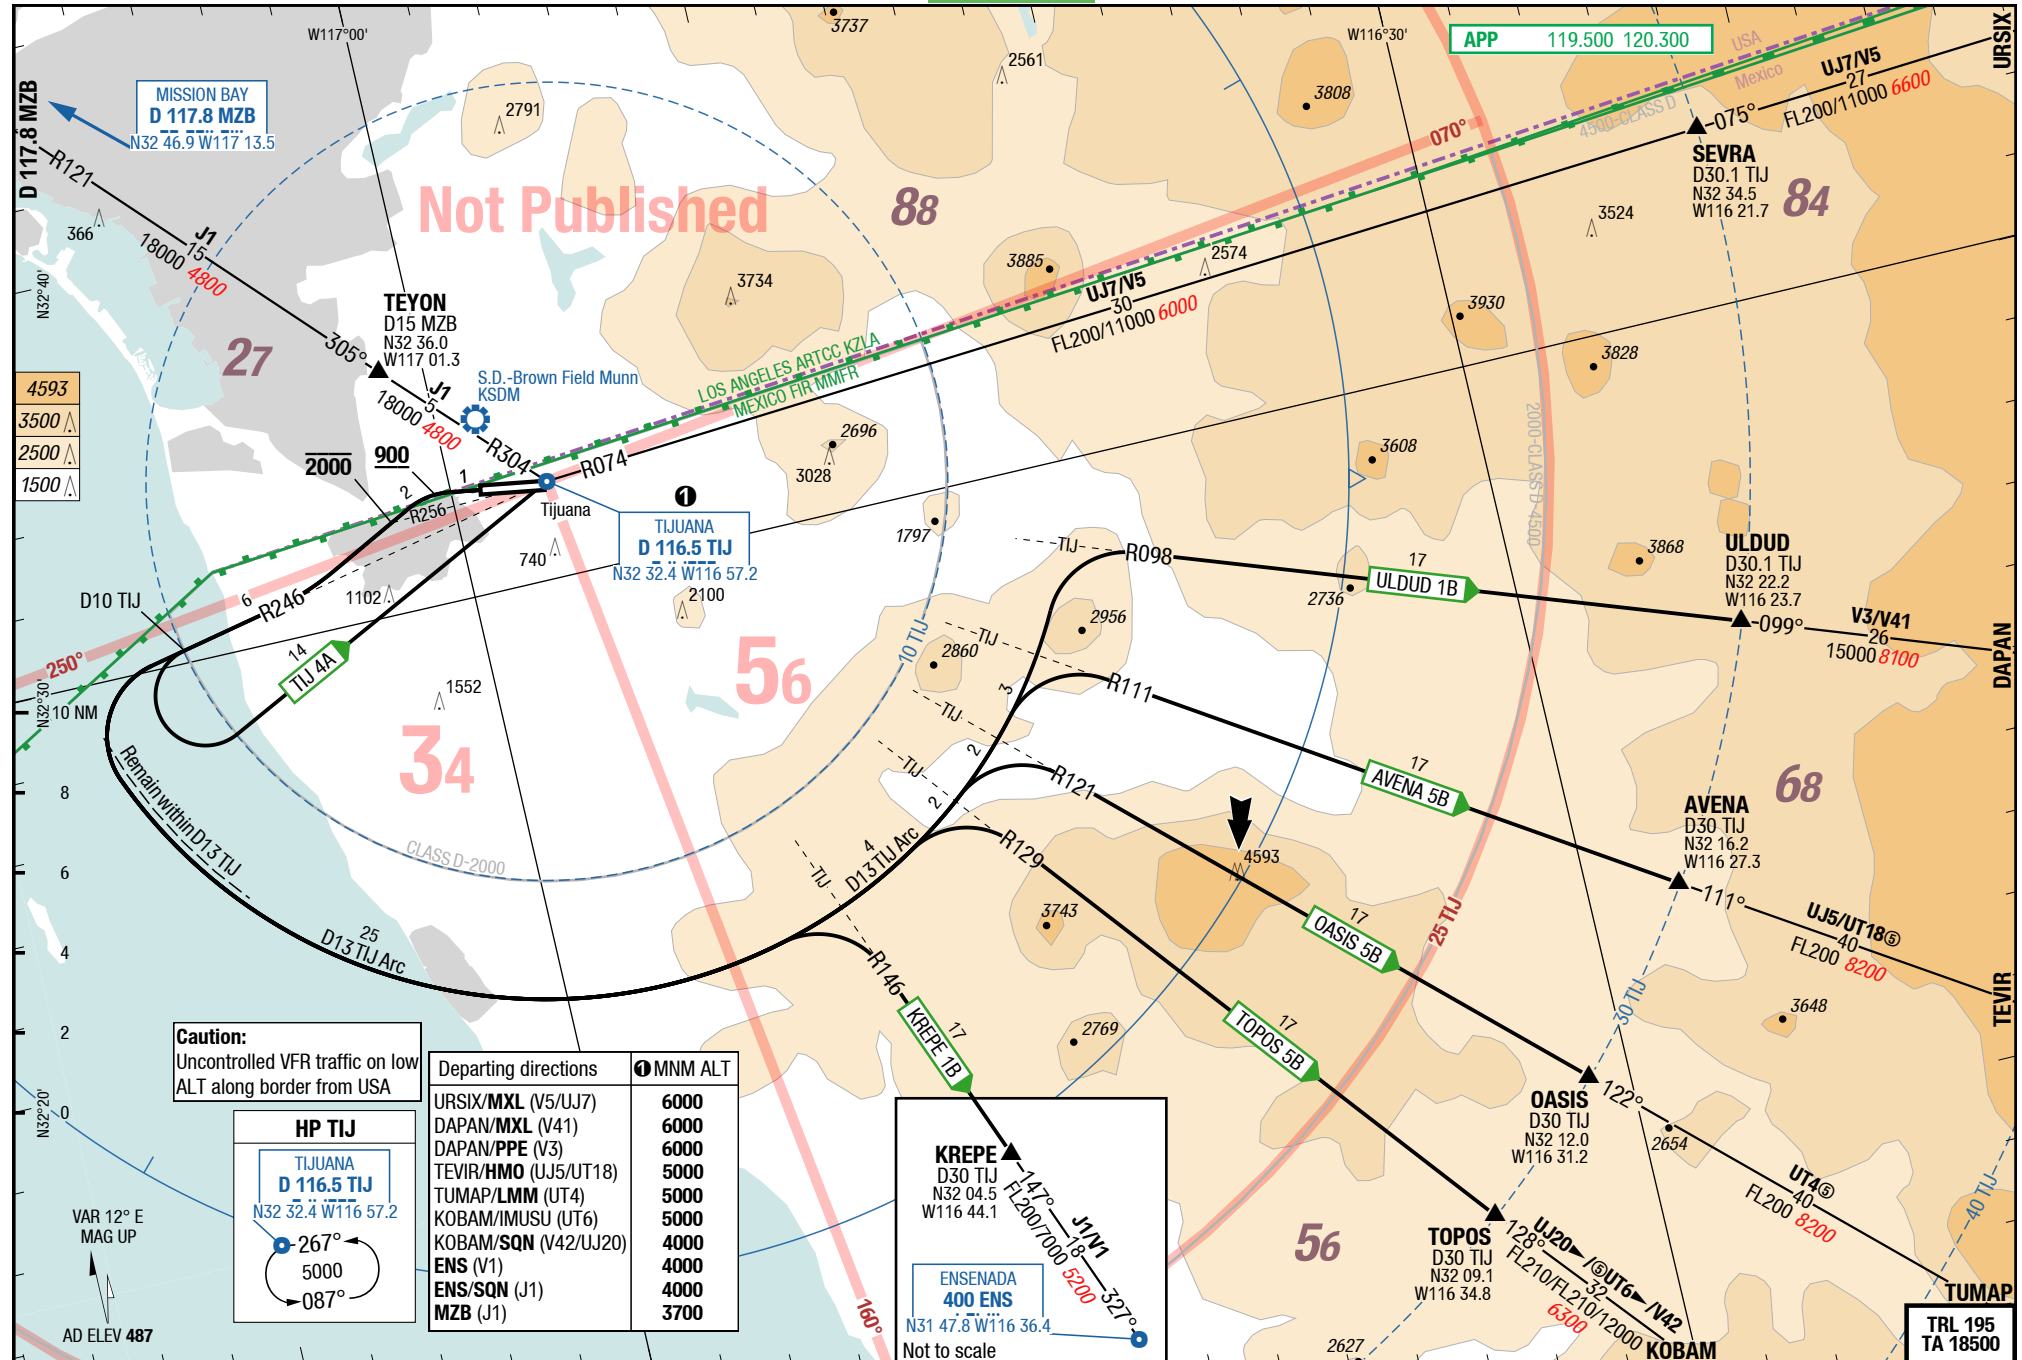 3737
W117°00'
W116°30'
APP 119.500 120.300
USA
Mexico
URSIX
UJ7/V5
27
FL200/11000 6600
2561
3808
4500-CLASS D
075°
070°
MISSION BAY
D 117.8 MZB
N32 46.9 W117 13.5
D 117.8 MZB
R121
2791
SEVRA
D30.1 TIJ
N32 34.5
W116 21.7
84
Not Published
88
366
J1
15
18000 4800
3524
2574
3885
3734
UJ7/V5
30
FL200/11000 6000
N32°40'
TEYON
D15 MZB
N32 36.0
W117 01.3
305°
27
3930
3828
LOS ANGELES ARTCC KZLA
MEXICO FIR MMFR
S.D.-Brown Field Munn
KSDM
J1
5
18000 4800
4593
3500
2500
1500
2000-CLASS D-4500
2696
3028
3608
2000
900
R304
R074
1
2
R256
Tijuana
❶
TIJUANA
D 116.5 TIJ
N32 32.4 W116 57.2
1797
740
TIJ
R098
17
ULDUD 1B
2736
3868
ULDUD
D30.1 TIJ
N32 22.2
W116 23.7
099°
V3/V41
26
15000 8100
DAPAN
D10 TIJ
6
R246
1102
2100
2956
2860
TIJ
10 TIJ
250°
14
TIJ 4A
56
3
R111
1552
N32°30'
10 NM
TIJ
34
2
17
AVENA 5B
68
Remain within D13 TIJ
TIJ
2
R121
8
AVENA
D30 TIJ
N32 16.2
W116 27.3
111°
CLASS D-2000
4
D13 TIJ Arc
R129
4593
6
TIJ
3743
17
OASIS 5B
25 TIJ
UJ5/UT18⑤
40
FL200 8200
25
D13 TIJ Arc
4
R146
TEVIR
30 TIJ
3648
2
17
KREPE 1B
2769
17
TOPOS 5B
Caution:
Uncontrolled VFR traffic on low
ALT along border from USA
Departing directions ❶MNM ALT
URSIX/MXL (V5/UJ7) 6000
DAPAN/MXL (V41) 6000
DAPAN/PPE (V3) 6000
TEVIR/HMO (UJ5/UT18) 5000
TUMAP/LMM (UT4) 5000
KOBAM/IMUSU (UT6) 5000
KOBAM/SQN (V42/UJ20) 4000
ENS (V1) 4000
ENS/SQN (J1) 4000
MZB (J1) 3700
N32°20'
0
HP TIJ
TIJUANA
D 116.5 TIJ
N32 32.4 W116 57.2
267°
5000
087°
VAR 12° E
MAG UP
AD ELEV 487
160°
KREPE
D30 TIJ
N32 04.5
W116 44.1
147°
J1/V1
18
FL200/7000 5200
327°
ENSENADA
400 ENS
N31 47.8 W116 36.4
Not to scale
OASIS
D30 TIJ
N32 12.0
W116 31.2
122°
2654
UT4⑤
40
FL200 8200
40 TIJ
56
TOPOS
D30 TIJ
N32 09.1
W116 34.8
128°
UJ20►/⑤UT6►/V42
32
FL210/FL210/12000
6300
TUMAP
2627
KOBAM
TRL 195
TA 18500